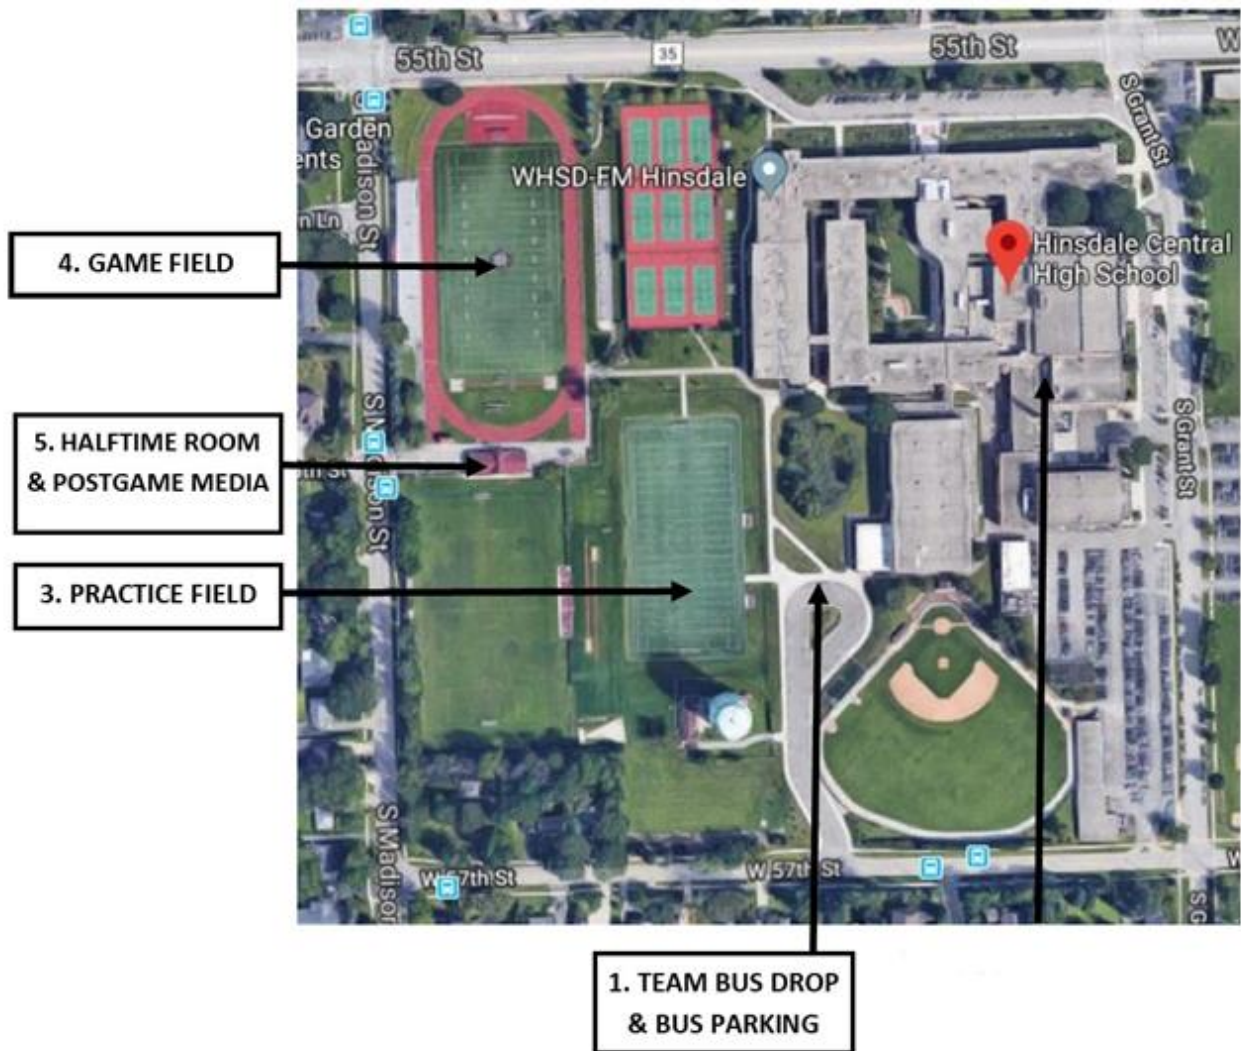 55th St
35
55th St
W
S Grant St
Garden
ents
Madison St
WHSD-FM Hinsdale
n Ln
4. GAME FIELD
Hinsdale Central
High School
5. HALFTIME ROOM
& POSTGAME MEDIA
S Grant St
3. PRACTICE FIELD
S Madison
W 57th St
W 57th St
W
S G
1. TEAM BUS DROP
& BUS PARKING